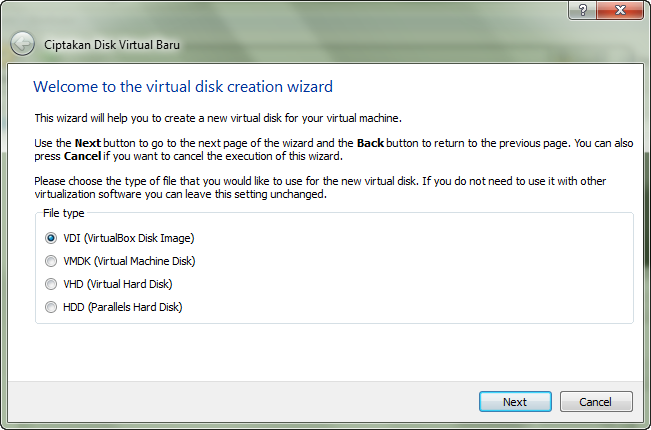 Ciptakan Disk Virtual Baru
Welcome to the virtual disk creation wizard
This wizard will help you to create a new virtual disk for your virtual machine.
Use the Next button to go to the next page of the wizard and the Back button to return to the previous page. You can also
press Cancel if you want to cancel the execution of this wizard.
Please choose the type of file that you would like to use for the new virtual disk. If you do not need to use it with other
virtualization software you can leave this setting unchanged.
File type
VDI (VirtualBox Disk Image)
VMDK (Virtual Machine Disk)
VHD (Virtual Hard Disk)
HDD (Parallels Hard Disk)
Next
Cancel